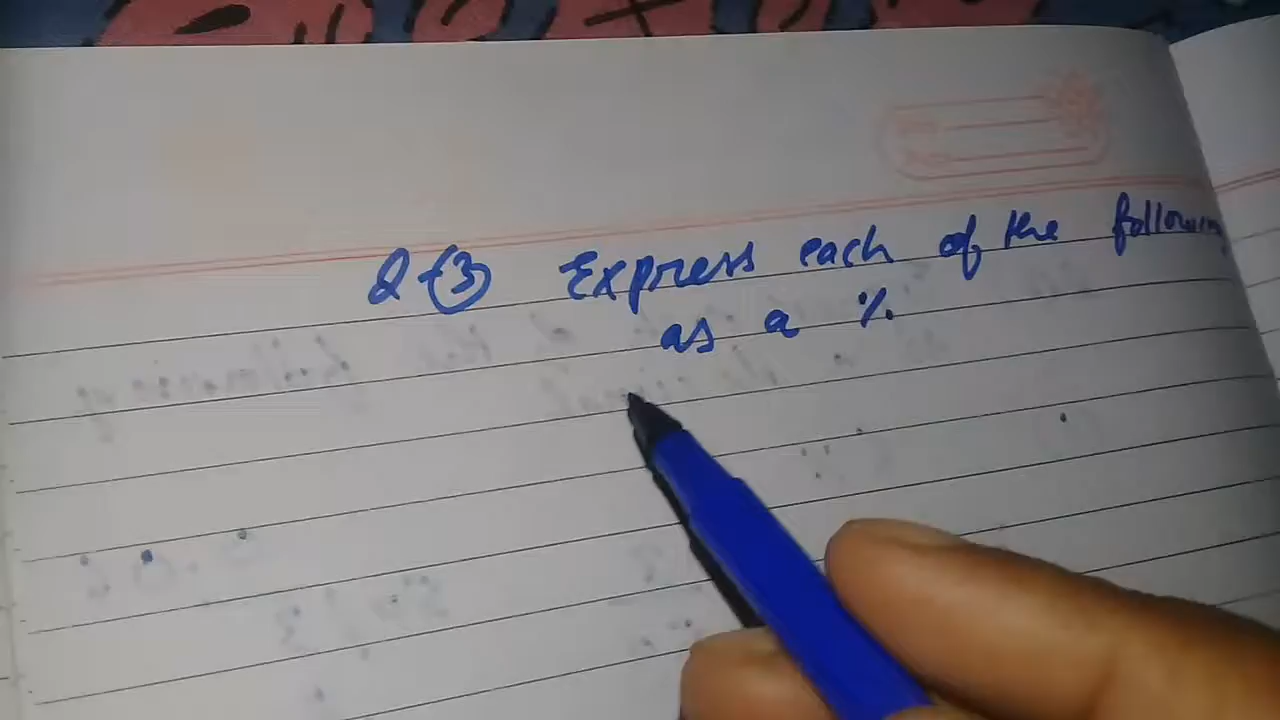 Q-(3) Express each of the following
as a %